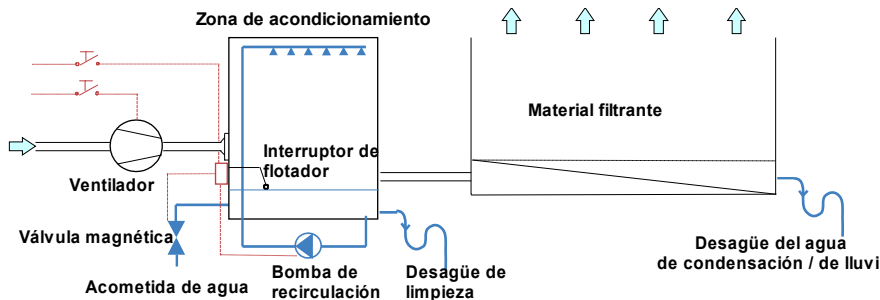 Zona de acondicionamiento
Material filtrante
Interruptor de
flotador
Ventilador
Válvula magnética
Desagüe del agua
de condensación / de lluvi
Acometida de agua
Bomba de
recirculación
Desagüe de
limpieza